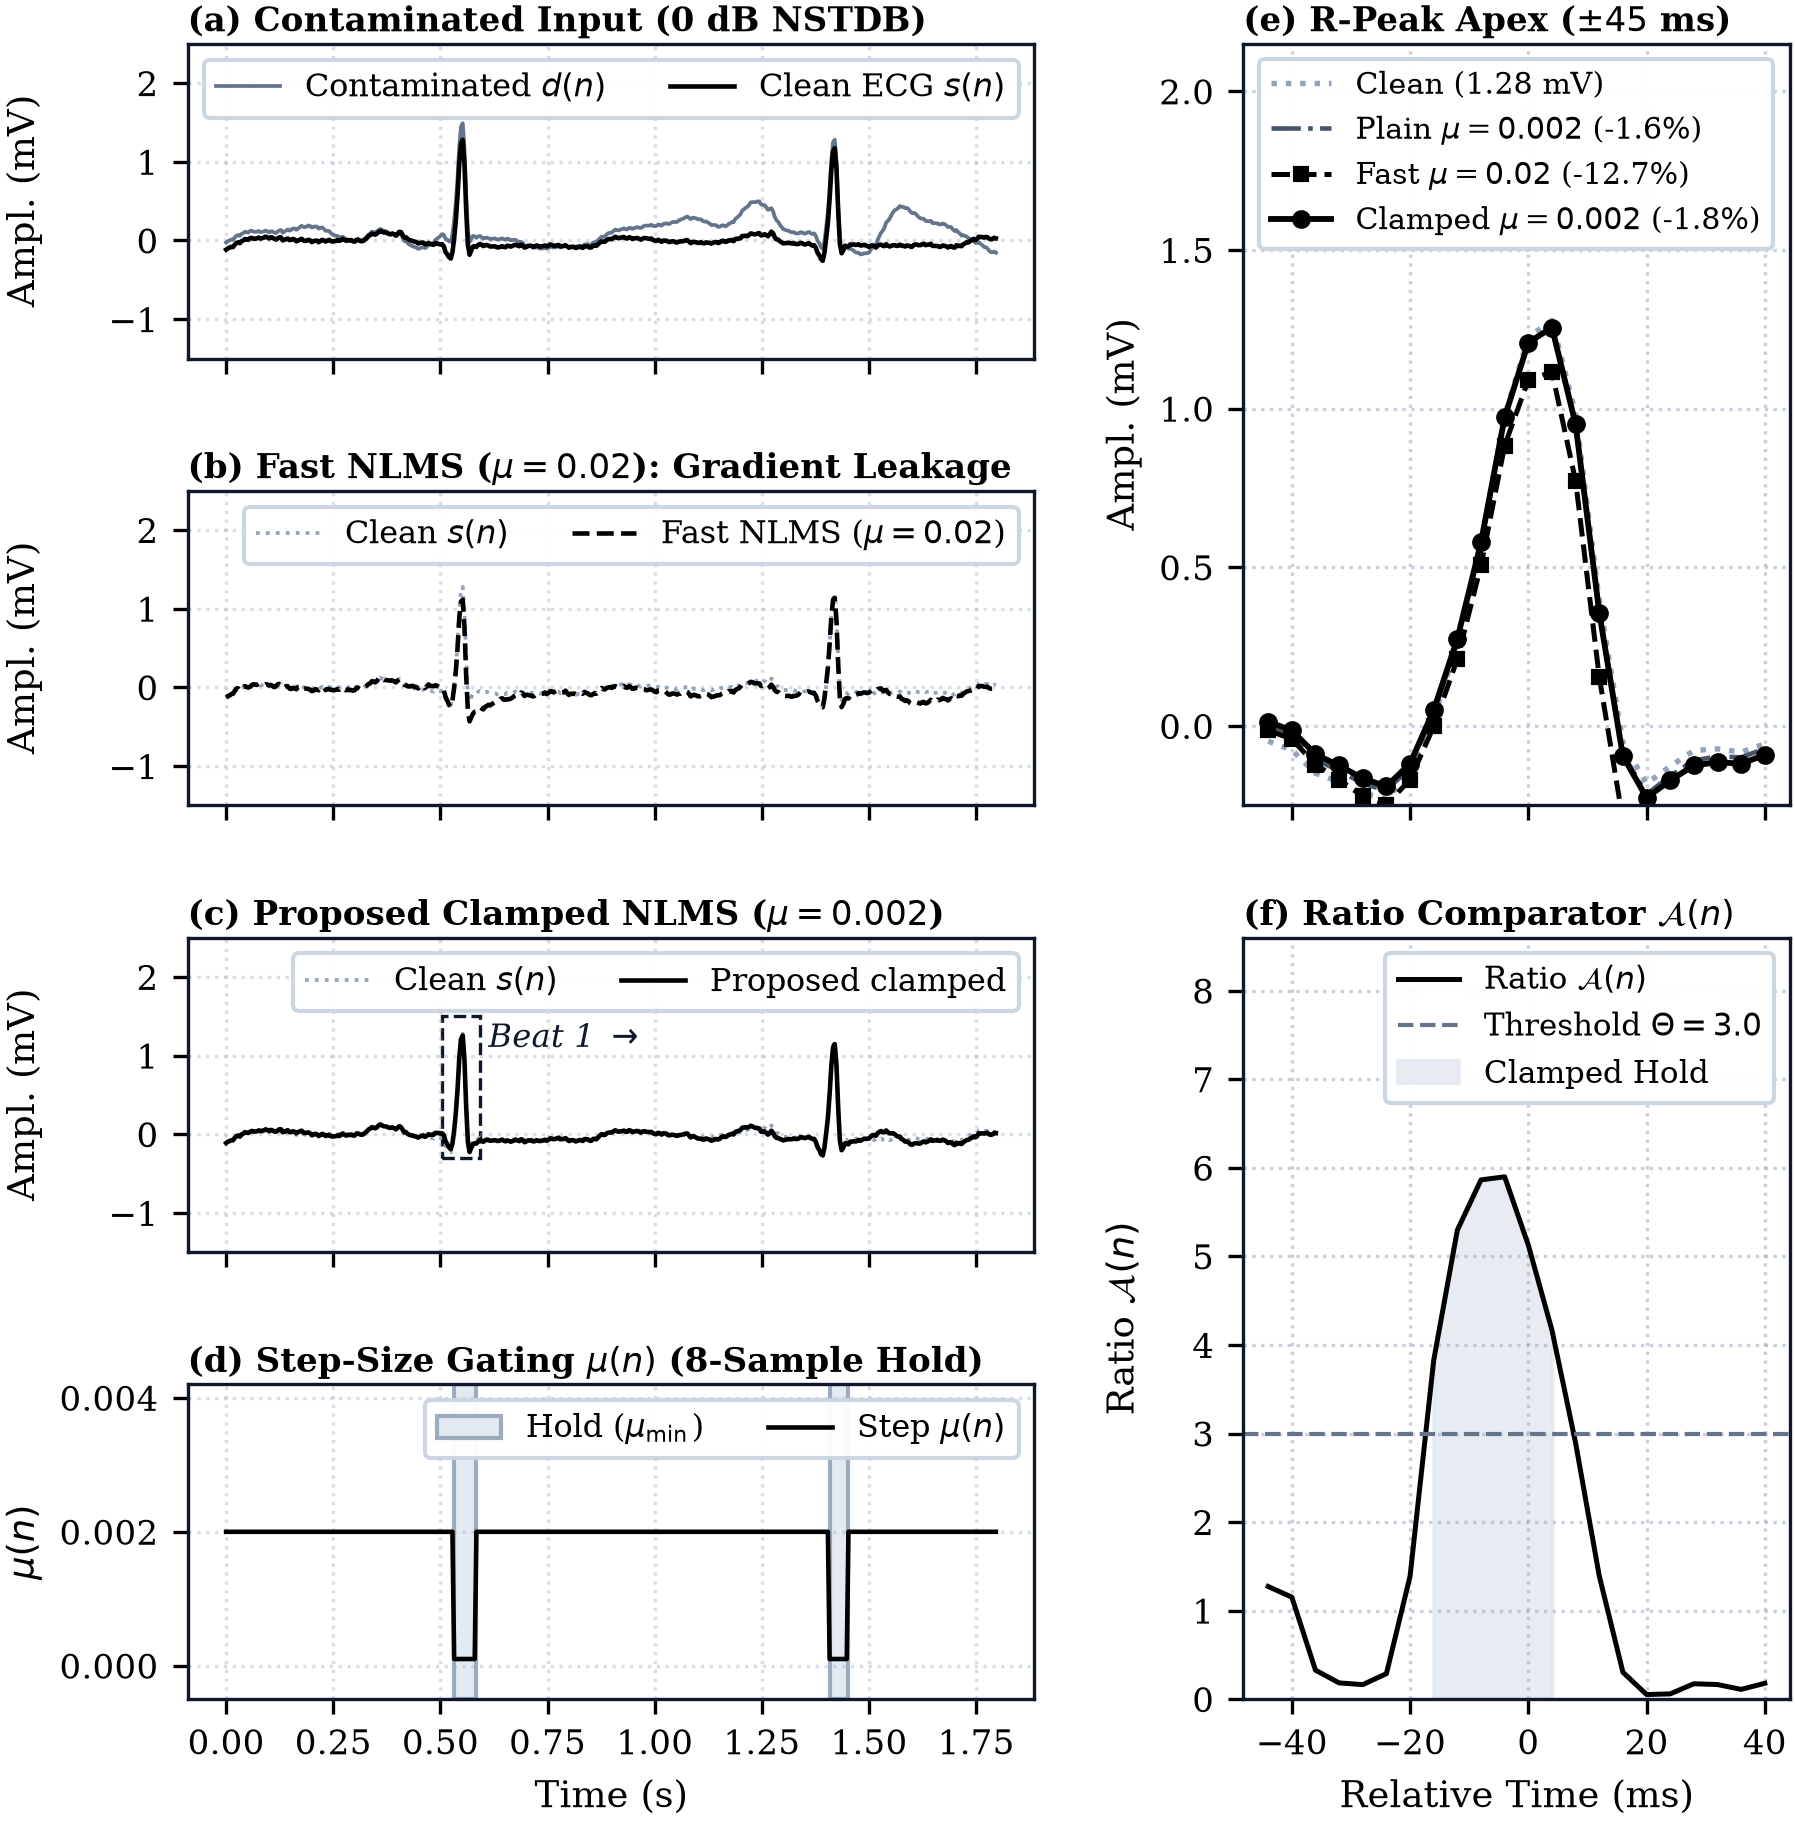 (a) Contaminated Input (0 dB NSTDB)
Contaminated d(n)
Clean ECG s(n)
Ampl. (mV)
2
1
0
−1
(b) Fast NLMS (μ = 0.02): Gradient Leakage
Clean s(n)
Fast NLMS (μ = 0.02)
Ampl. (mV)
2
1
0
−1
(c) Proposed Clamped NLMS (μ = 0.002)
Clean s(n)
Proposed clamped
Beat 1 →
Ampl. (mV)
2
1
0
−1
(d) Step-Size Gating μ(n) (8-Sample Hold)
Hold (μmin)
Step μ(n)
μ(n)
0.004
0.002
0.000
0.00 0.25 0.50 0.75 1.00 1.25 1.50 1.75
Time (s)
(e) R-Peak Apex (±45 ms)
Clean (1.28 mV)
Plain μ = 0.002 (-1.6%)
Fast μ = 0.02 (-12.7%)
Clamped μ = 0.002 (-1.8%)
Ampl. (mV)
2.0
1.5
1.0
0.5
0.0
(f) Ratio Comparator 𝒜(n)
Ratio 𝒜(n)
Threshold Θ = 3.0
Clamped Hold
Ratio 𝒜(n)
8
7
6
5
4
3
2
1
0
−40 −20 0 20 40
Relative Time (ms)